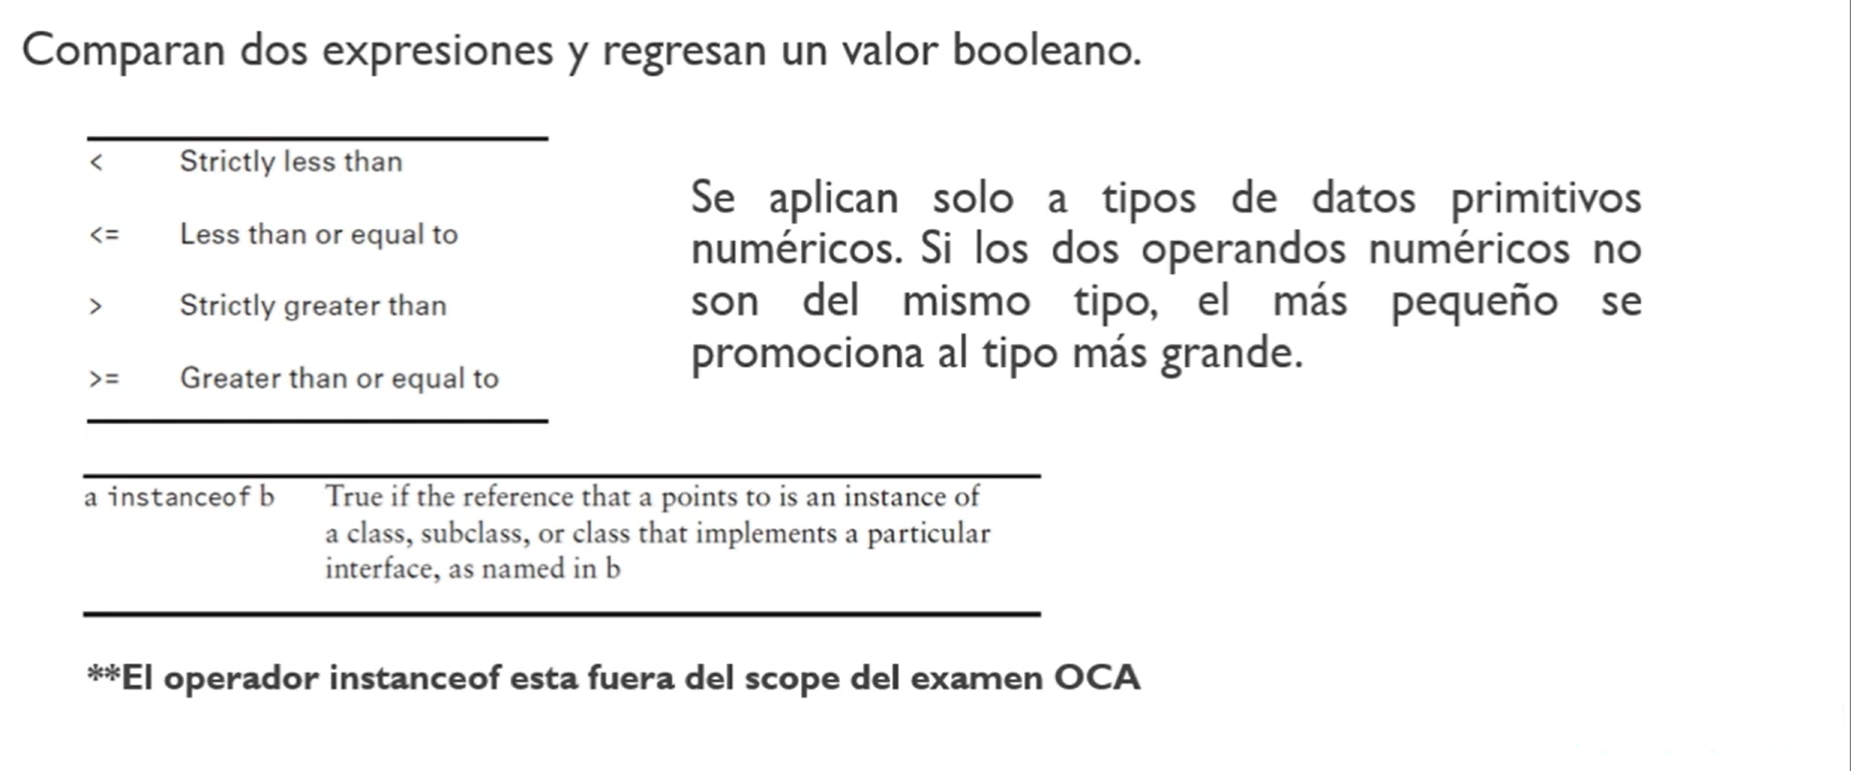 Comparan dos expresiones y regresan un valor booleano.
< Strictly less than
<= Less than or equal to
> Strictly greater than
>= Greater than or equal to
Se aplican solo a tipos de datos primitivos
numéricos. Si los dos operandos numéricos no
son del mismo tipo, el más pequeño se
promociona al tipo más grande.
a instanceof b True if the reference that a points to is an instance of
a class, subclass, or class that implements a particular
interface, as named in b
**El operador instanceof esta fuera del scope del examen OCA